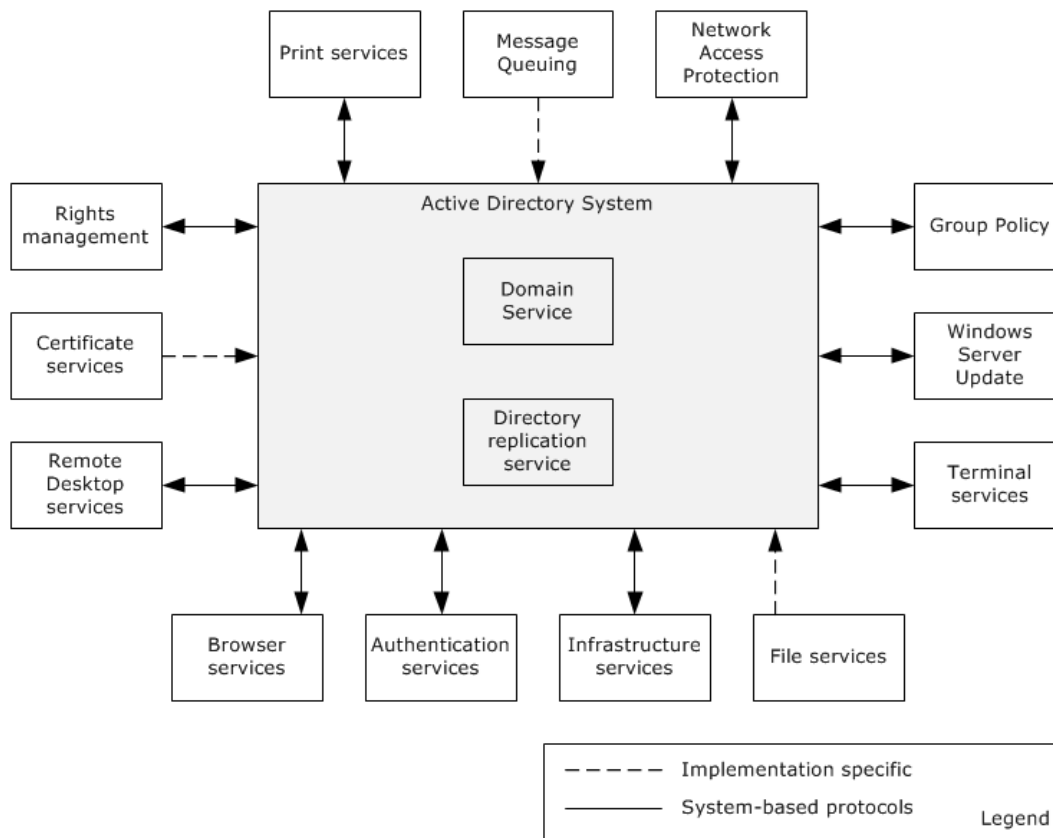 Print services
Message
Queuing
Network
Access
Protection
Rights
management
Active Directory System
Group Policy
Domain
Service
Certificate
services
Windows
Server
Update
Directory
replication
service
Remote
Desktop
services
Terminal
services
Browser
services
Authentication
services
Infrastructure
services
File services
Implementation specific
System-based protocols
Legend